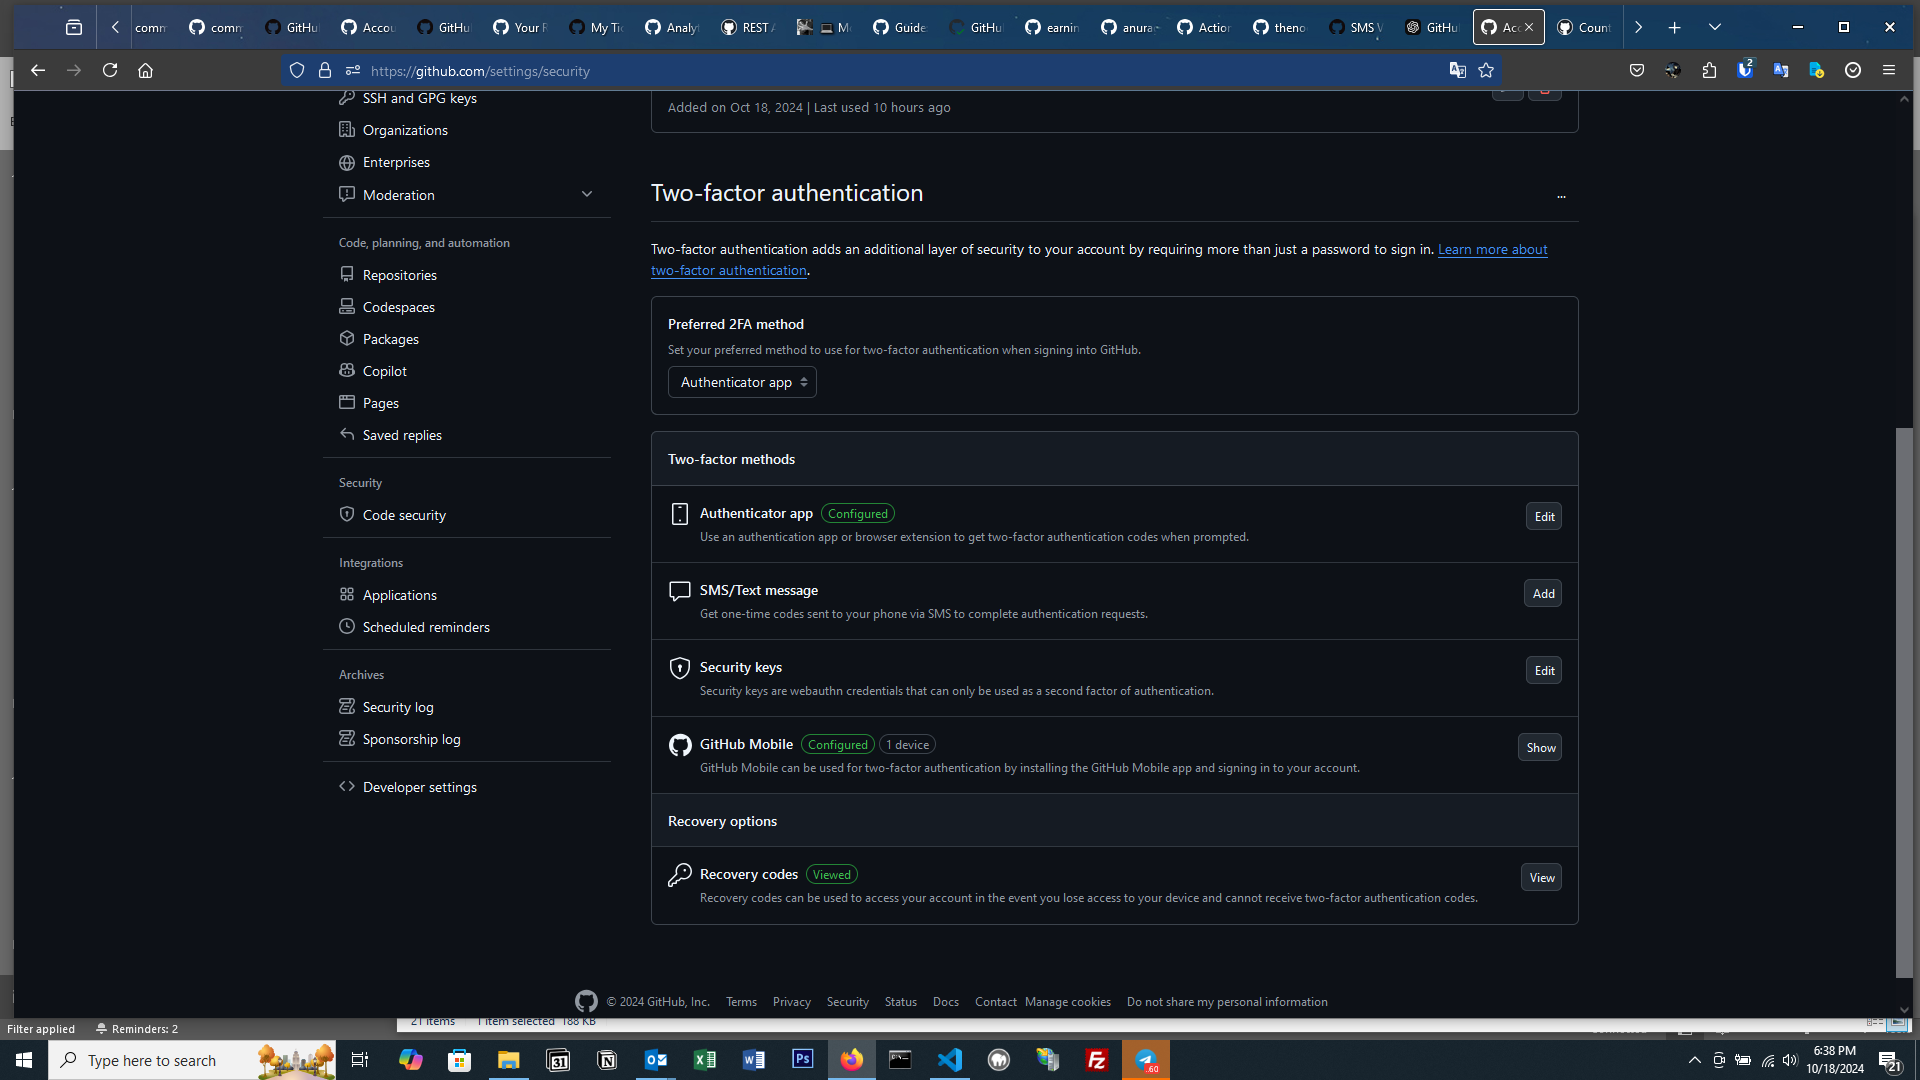 comm
comm
GitHu
Accou
GitHu
Your R
My Tic
Analyt
REST A
Me
Guide
GitHu
earnin
anurag
Action
theno
SMS V
GitHu
Acc
Count
https://github.com/settings/security
2
SSH and GPG keys
Organizations
Enterprises
Moderation
Code, planning, and automation
Repositories
Codespaces
Packages
Copilot
Pages
Saved replies
Security
Code security
Integrations
Applications
Scheduled reminders
Archives
Security log
Sponsorship log
Developer settings
Added on Oct 18, 2024 | Last used 10 hours ago
Two-factor authentication
...
Two-factor authentication adds an additional layer of security to your account by requiring more than just a password to sign in. Learn more about
two-factor authentication.
Preferred 2FA method
Set your preferred method to use for two-factor authentication when signing into GitHub.
Authenticator app
Two-factor methods
Authenticator app Configured
Edit
Use an authentication app or browser extension to get two-factor authentication codes when prompted.
SMS/Text message
Add
Get one-time codes sent to your phone via SMS to complete authentication requests.
Security keys
Edit
Security keys are webauthn credentials that can only be used as a second factor of authentication.
GitHub Mobile Configured 1 device
Show
GitHub Mobile can be used for two-factor authentication by installing the GitHub Mobile app and signing in to your account.
Recovery options
Recovery codes Viewed
View
Recovery codes can be used to access your account in the event you lose access to your device and cannot receive two-factor authentication codes.
© 2024 GitHub, Inc. Terms Privacy Security Status Docs Contact Manage cookies Do not share my personal information
Filter applied Reminders: 2
21 items 1 item selected 188 KB
Type here to search
31
Ps
.60
6:38 PM
10/18/2024
21